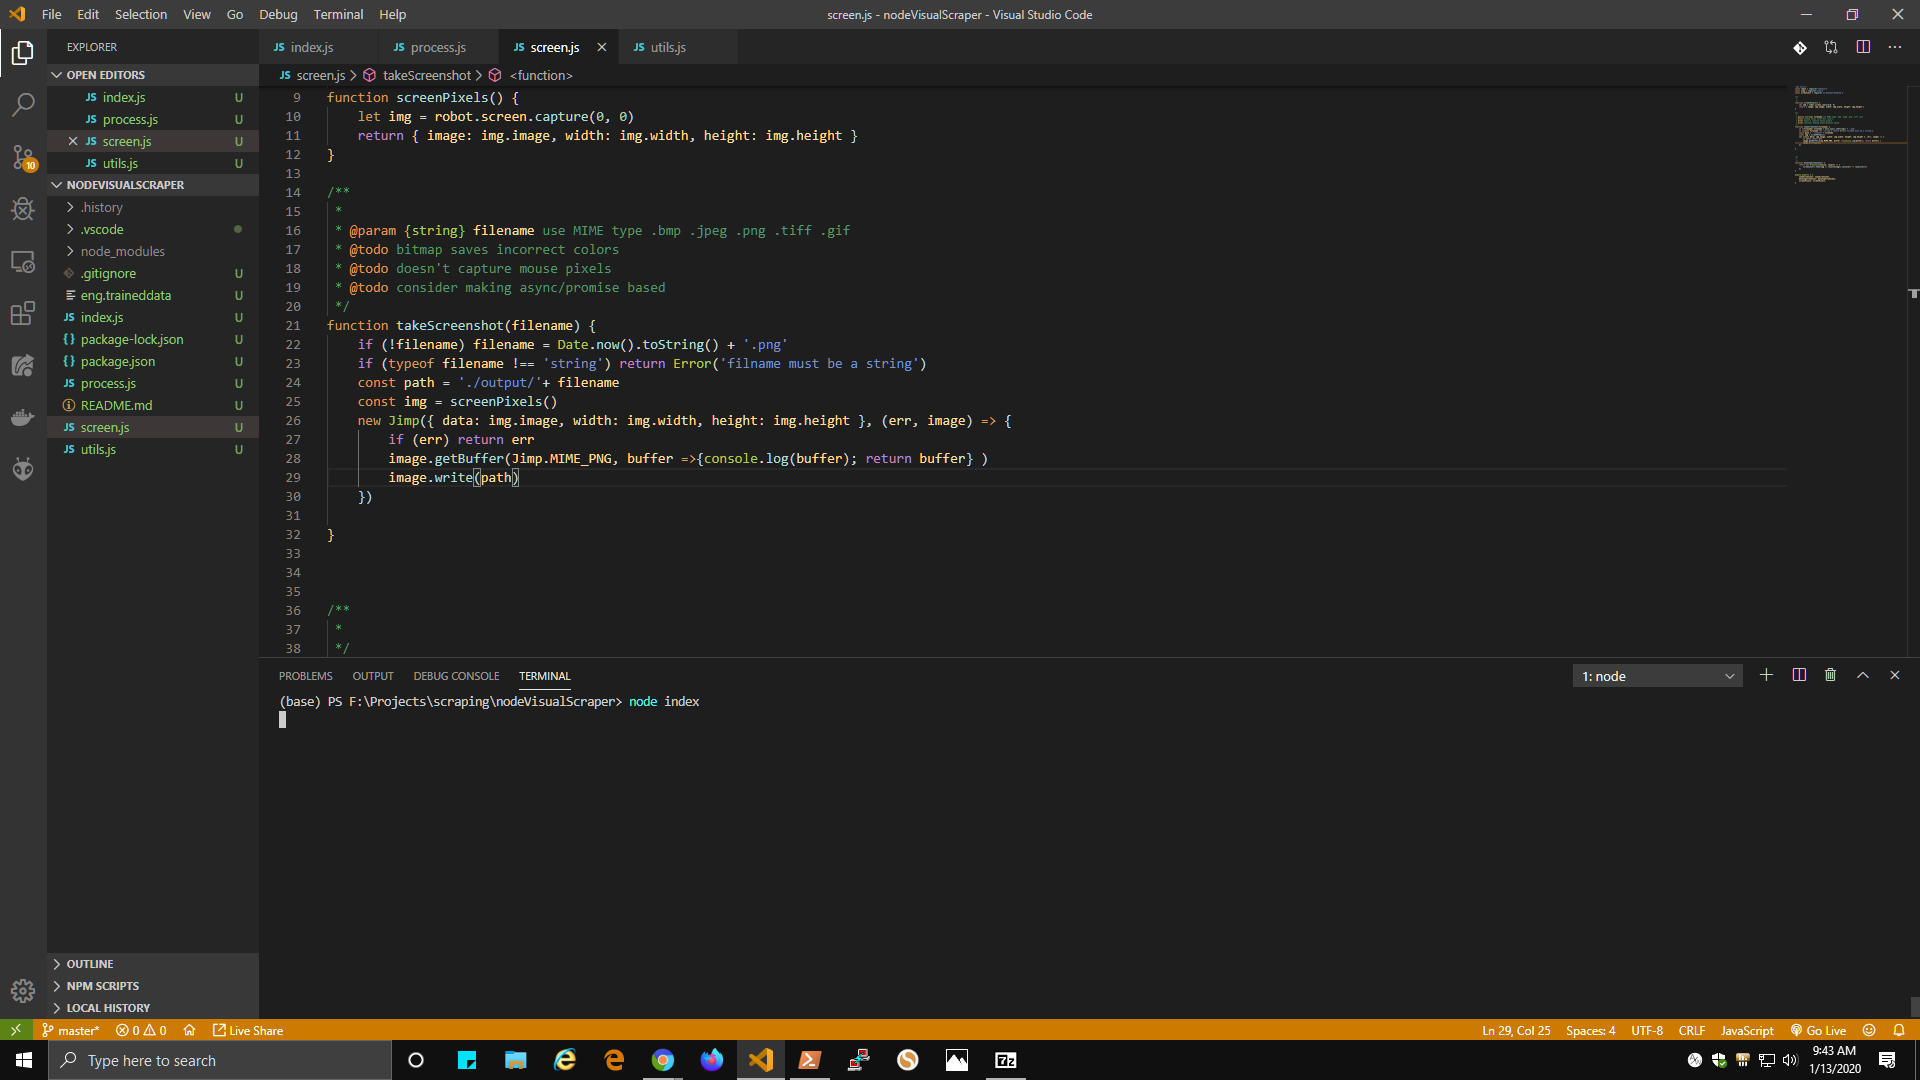 File Edit Selection View Go Debug Terminal Help
screen.js - nodeVisualScraper - Visual Studio Code
EXPLORER
JS index.js
JS process.js
JS screen.js
JS utils.js
OPEN EDITORS
JS index.js U
JS process.js U
JS screen.js U
JS utils.js U
10
NODEVISUALSCRAPER
.history
.vscode
node_modules
.gitignore U
eng.traineddata U
JS index.js U
{} package-lock.json U
{} package.json U
JS process.js U
README.md U
JS screen.js U
JS utils.js U
OUTLINE
NPM SCRIPTS
LOCAL HISTORY
JS screen.js > takeScreenshot > <function>
9 function screenPixels() {
10 let img = robot.screen.capture(0, 0)
11 return { image: img.image, width: img.width, height: img.height }
12 }
13
14 /**
15 *
16 * @param {string} filename use MIME type .bmp .jpeg .png .tiff .gif
17 * @todo bitmap saves incorrect colors
18 * @todo doesn't capture mouse pixels
19 * @todo consider making async/promise based
20 */
21 function takeScreenshot(filename) {
22 if (!filename) filename = Date.now().toString() + '.png'
23 if (typeof filename !== 'string') return Error('filname must be a string')
24 const path = './output/'+ filename
25 const img = screenPixels()
26 new Jimp({ data: img.image, width: img.width, height: img.height }, (err, image) => {
27 if (err) return err
28 image.getBuffer(Jimp.MIME_PNG, buffer =>{console.log(buffer); return buffer} )
29 image.write(path)
30 })
31
32 }
33
34
35
36 /**
37 *
38 */
PROBLEMS OUTPUT DEBUG CONSOLE TERMINAL
1: node
(base) PS F:\Projects\scraping\nodeVisualScraper> node index
master* 0 0 Live Share
Ln 29, Col 25 Spaces: 4 UTF-8 CRLF JavaScript Go Live
Type here to search
7z
9:43 AM
1/13/2020